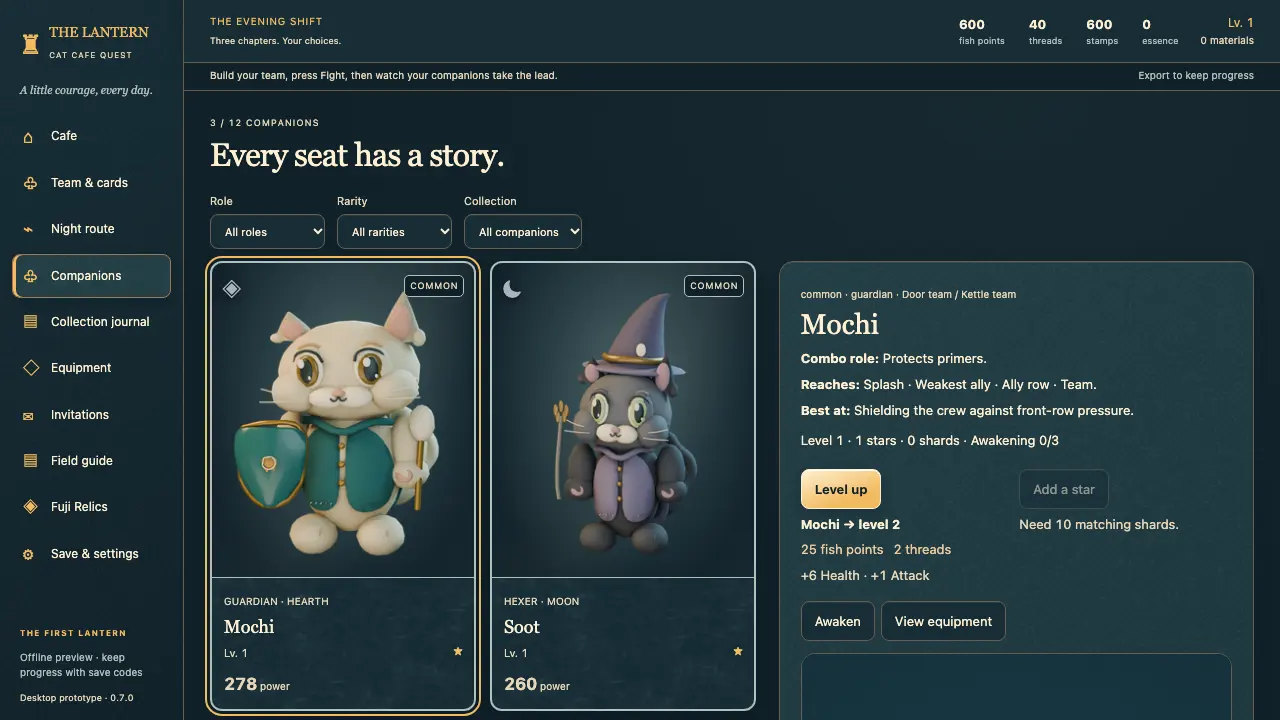 THE LANTERN
CAT CAFE QUEST
A little courage, every day.
Cafe
Team & cards
Night route
Companions
Collection journal
Equipment
Invitations
Field guide
Fuji Relics
Save & settings
THE FIRST LANTERN
Offline preview · keep
progress with save codes
Desktop prototype · 0.7.0
THE EVENING SHIFT
Three chapters. Your choices.
600
fish points
40
threads
600
stamps
0
essence
Lv. 1
0 materials
Build your team, press Fight, then watch your companions take the lead.
Export to keep progress
3 / 12 COMPANIONS
Every seat has a story.
Role
Rarity
Collection
All roles
All rarities
All companions
COMMON
GUARDIAN · HEARTH
Mochi
Lv. 1
278 power
COMMON
HEXER · MOON
Soot
Lv. 1
260 power
common · guardian · Door team / Kettle team
Mochi
Combo role: Protects primers.
Reaches: Splash · Weakest ally · Ally row · Team.
Best at: Shielding the crew against front-row pressure.
Level 1 · 1 stars · 0 shards · Awakening 0/3
Level up
Mochi → level 2
25 fish points 2 threads
+6 Health · +1 Attack
Add a star
Need 10 matching shards.
Awaken
View equipment